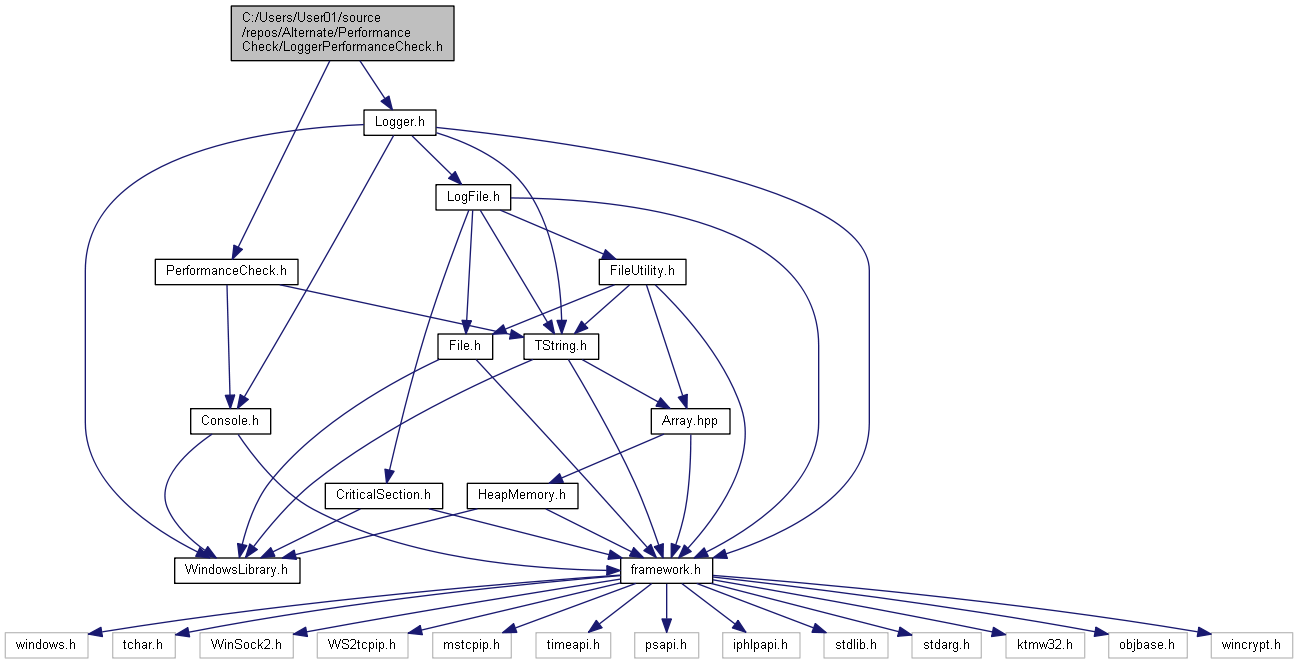 C:/Users/User01/source
/repos/Alternate/Performance
Check/LoggerPerformanceCheck.h
Logger.h
LogFile.h
PerformanceCheck.h
FileUtility.h
File.h
TString.h
Console.h
Array.hpp
CriticalSection.h
HeapMemory.h
WindowsLibrary.h
framework.h
windows.h
tchar.h
WinSock2.h
WS2tcpip.h
mstcpip.h
timeapi.h
psapi.h
iphlpapi.h
stdlib.h
stdarg.h
ktmw32.h
objbase.h
wincrypt.h